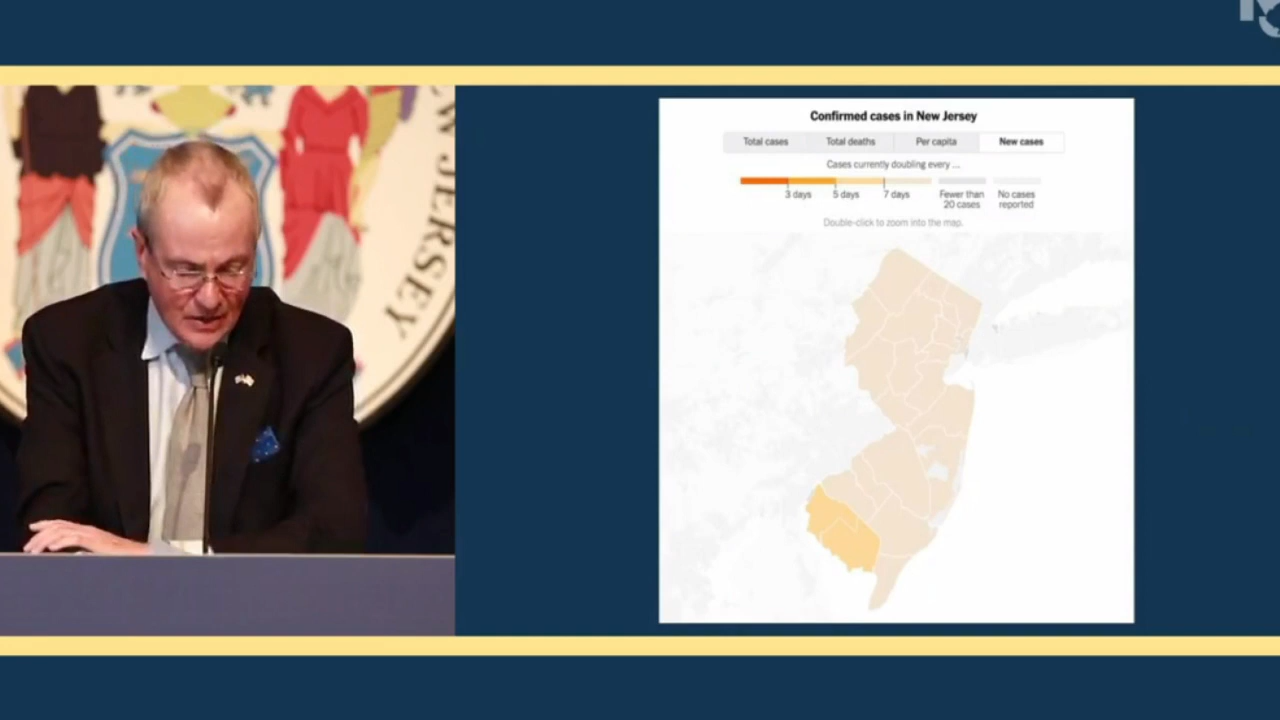 W JERSEY
Confirmed cases in New Jersey
Total cases
Total deaths
Per capita
New cases
Cases currently doubling every ...
3 days
5 days
7 days
Fewer than
20 cases
No cases
reported
Double-click to zoom into the map.